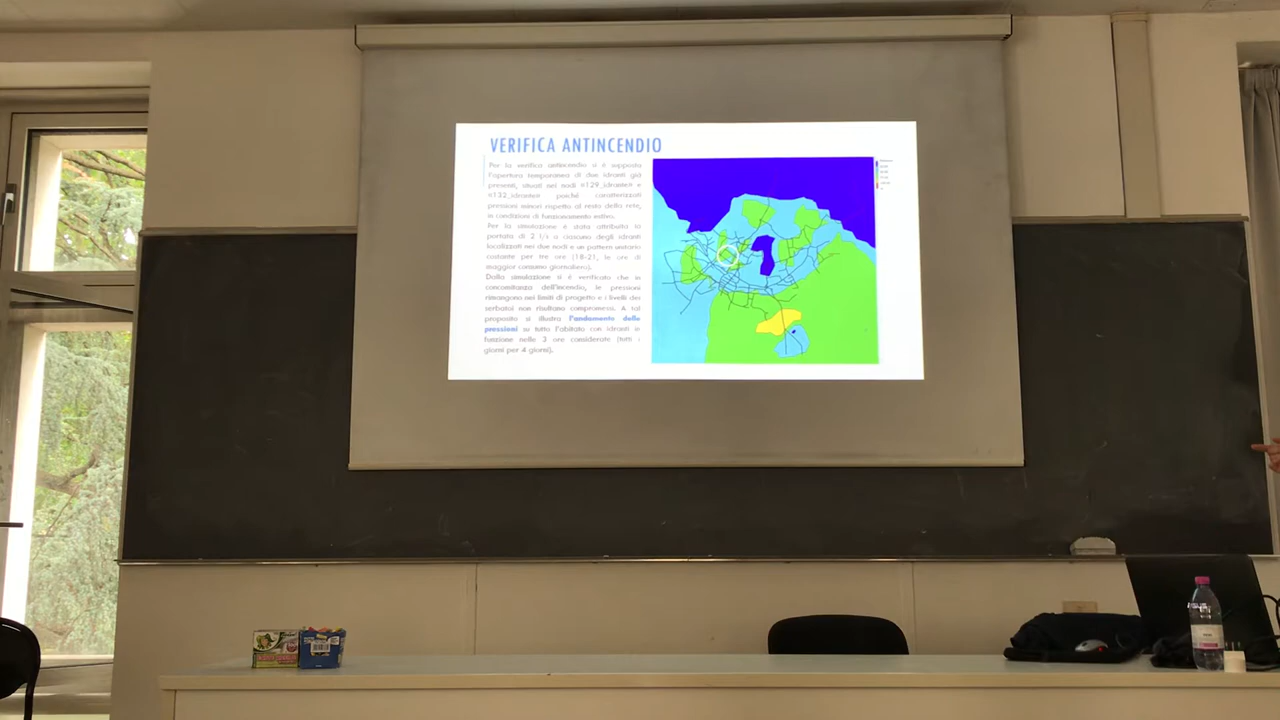 VERIFICA ANTINCENDIO
Per la verifica antincendio si è supposta
l'apertura temporanea di due idranti già
presenti, situati nei nodi «129_idrante» e
«132_idrante» poiché caratterizzati
pressioni minori rispetto al resto della rete,
in condizioni di funzionamento estivo.
Per la simulazione è stata attribuita la
portata di 2 l/s a ciascuno degli idranti
localizzati nei due nodi e un pattern unitario
costante per tre ore (18-21, le ore di
maggior consumo giornaliero).
Dalla simulazione si è verificato che in
concomitanza dell'incendio, le pressioni
rimangono nei limiti di progetto e i livelli dei
serbatoi non risultano compromessi. A tal
proposito si illustra l'andamento delle
pressioni su tutto l'abitato con idranti in
funzione nelle 3 ore considerate (tutti i
giorni per 4 giorni).